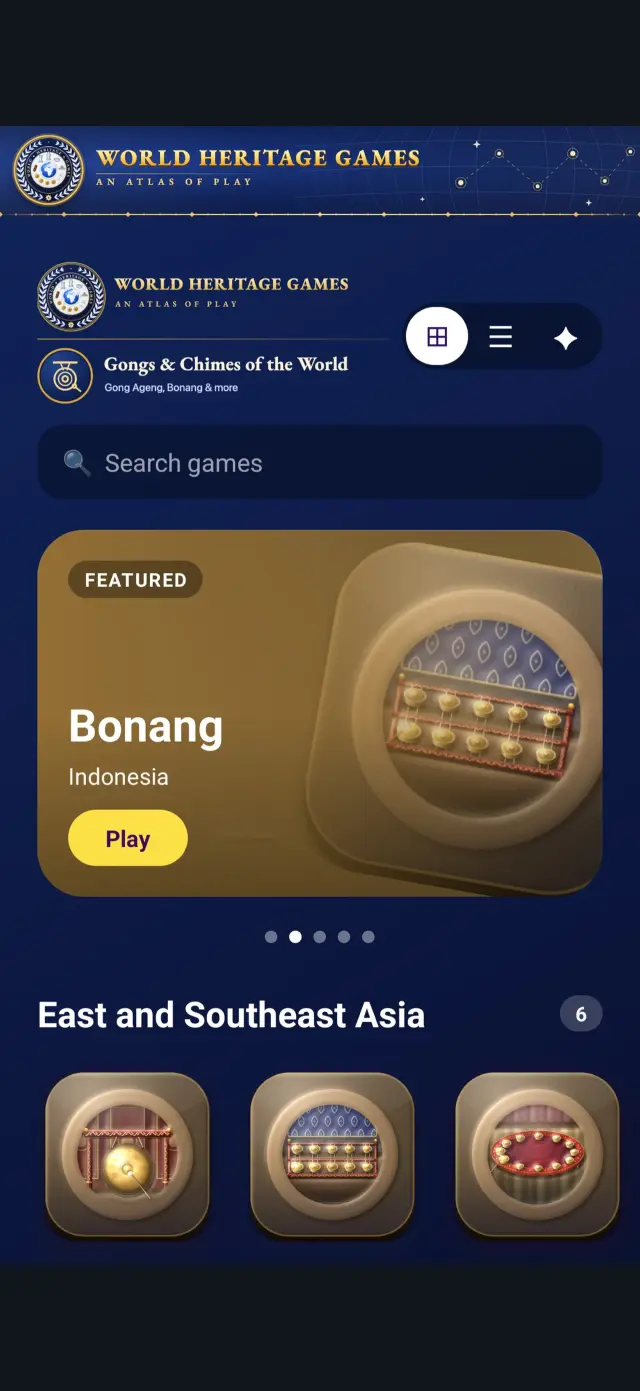 WORLD HERITAGE GAMES
AN ATLAS OF PLAY
WORLD HERITAGE GAMES
AN ATLAS OF PLAY
Gongs & Chimes of the World
Gong Ageng, Bonang & more
Search games
FEATURED
Bonang
Indonesia
Play
East and Southeast Asia
6